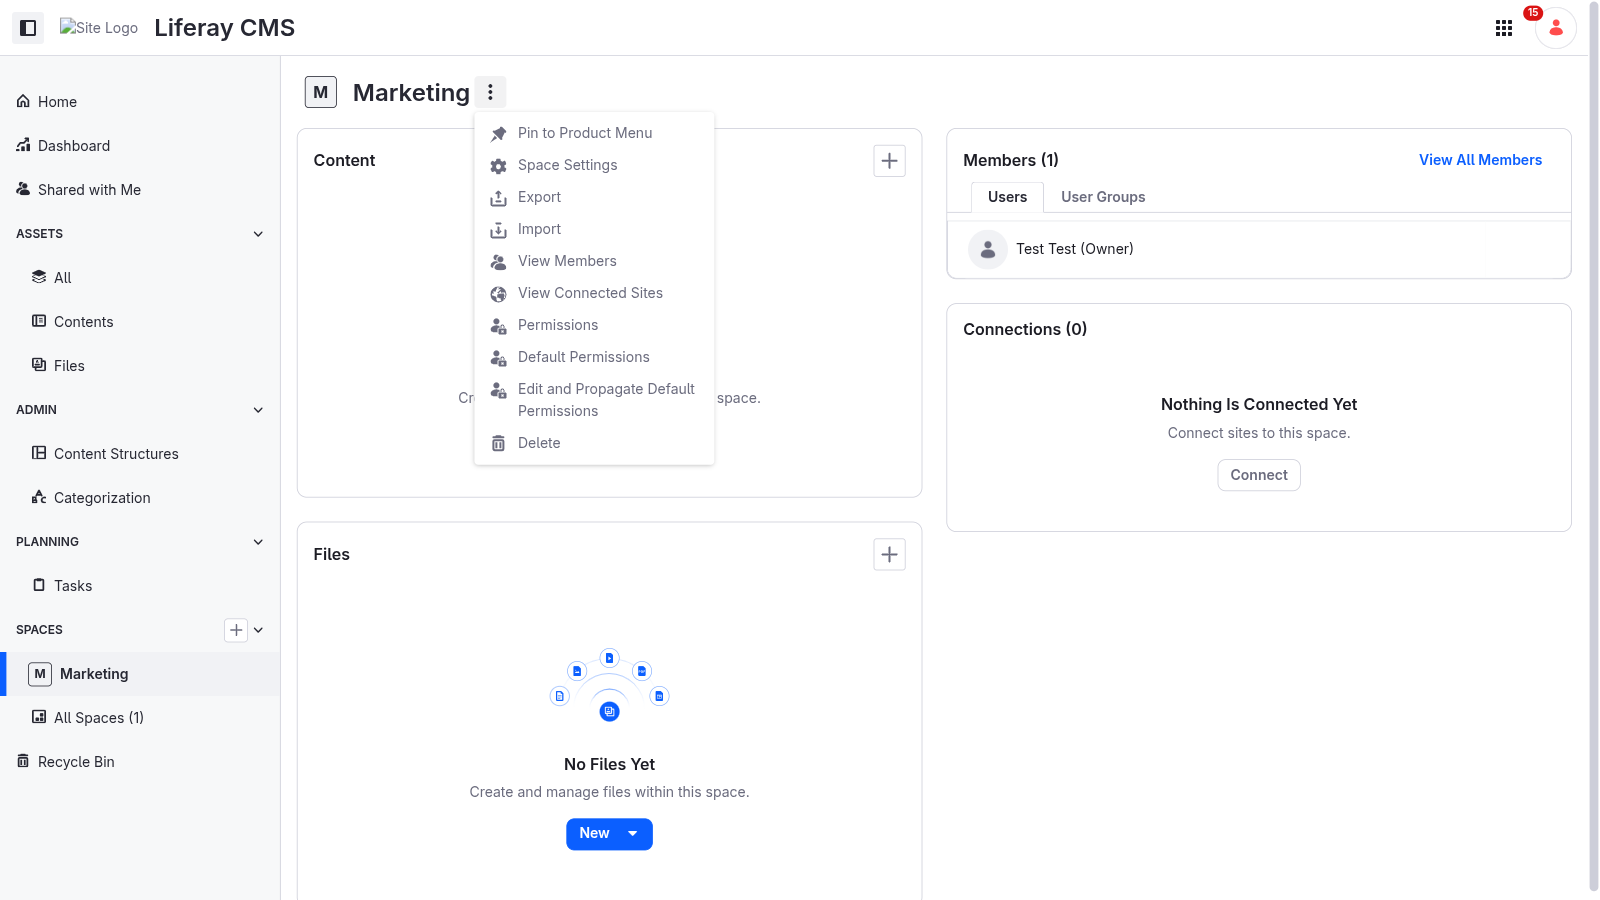 Site Logo
Liferay CMS
15
Home
Dashboard
Shared with Me
ASSETS
All
Contents
Files
ADMIN
Content Structures
Categorization
PLANNING
Tasks
SPACES
M Marketing
All Spaces (1)
Recycle Bin
M Marketing
Pin to Product Menu
Space Settings
Export
Import
View Members
View Connected Sites
Permissions
Default Permissions
Edit and Propagate Default
Permissions
Delete
Content
space.
Files
No Files Yet
Create and manage files within this space.
New
Members (1)
View All Members
Users
User Groups
Test Test (Owner)
Connections (0)
Nothing Is Connected Yet
Connect sites to this space.
Connect